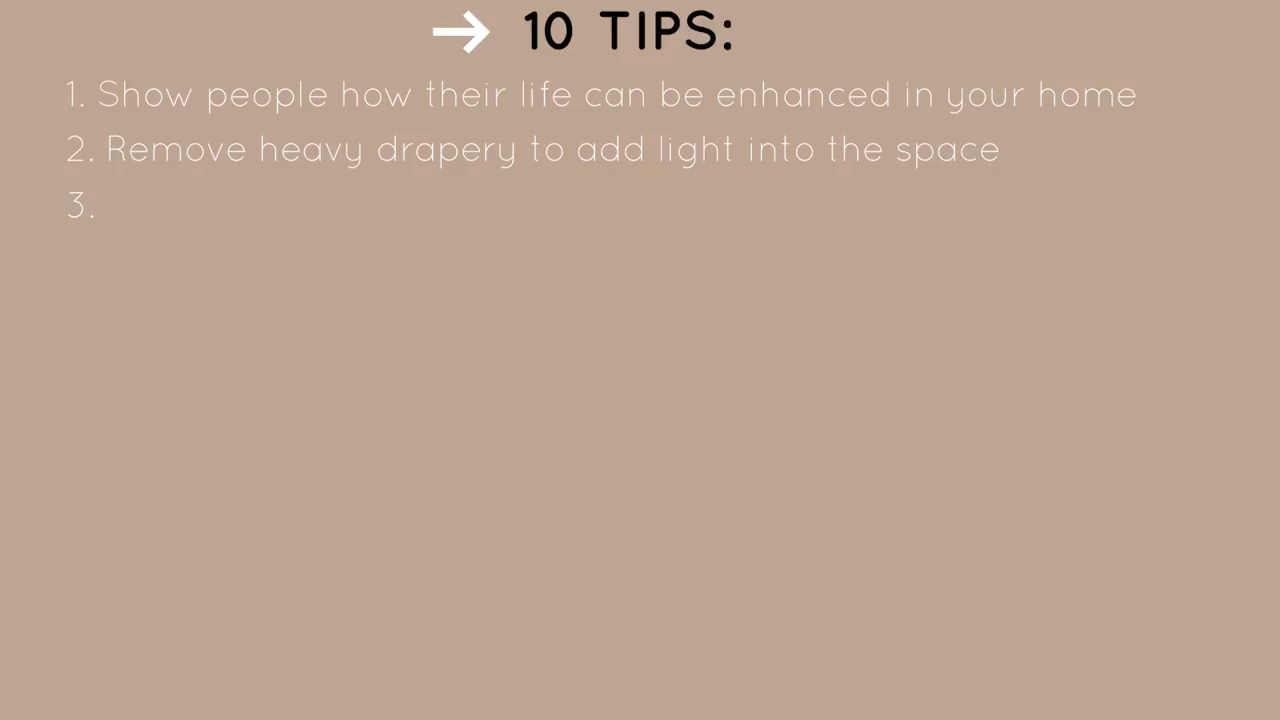 → 10 TIPS:
1. Show people how their life can be enhanced in your home
2. Remove heavy drapery to add light into the space
3.